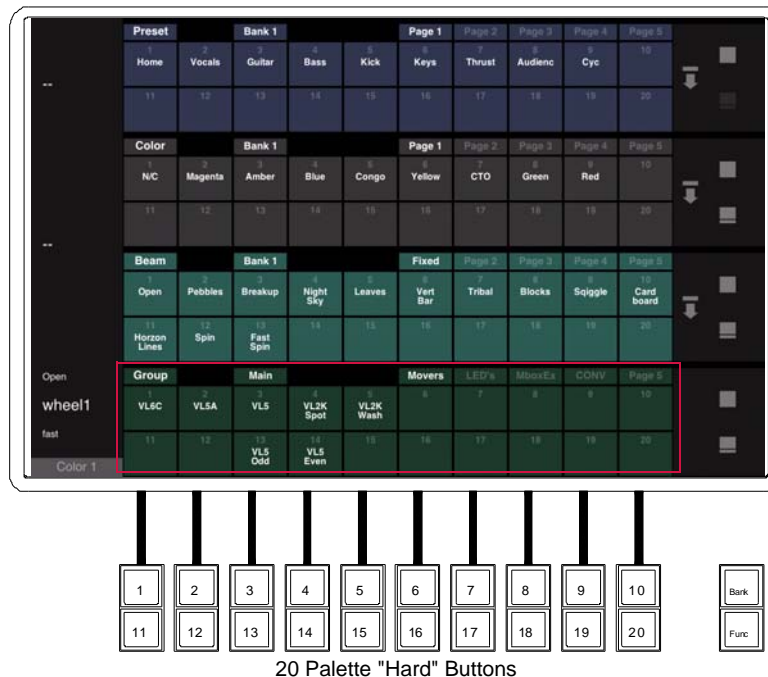 Preset Bank 1 Page 1 Page 2 Page 3 Page 4 Page 5
1 2 3 4 5 6 7 8 9 10
Home Vocals Guitar Bass Kick Keys Thrust Audienc Cyc
--
11 12 13 14 15 16 17 18 19 20
Color Bank 1 Page 1 Page 2 Page 3 Page 4 Page 5
1 2 3 4 5 6 7 8 9 10
N/C Magenta Amber Blue Congo Yellow CTO Green Red
11 12 13 14 15 16 17 18 19 20
--
Beam Bank 1 Fixed Page 2 Page 3 Page 4 Page 5
1 2 3 4 5 6 7 8 9 10
Open Pebbles Breakup Night Sky Leaves Vert Bar Tribal Blocks Sqiggle Card board
11 12 13 14 15 16 17 18 19 20
Horzon Lines Spin Fast Spin
Open
Group Main Movers LED's MboxEx CONV Page 5
1 2 3 4 5 6 7 8 9 10
wheel1
VL6C VL5A VL5 VL2K Spot VL2K Wash
fast
11 12 13 14 15 16 17 18 19 20
VL5 Odd VL5 Even
Color 1
1 2 3 4 5 6 7 8 9 10 Bank
11 12 13 14 15 16 17 18 19 20 Func
20 Palette "Hard" Buttons